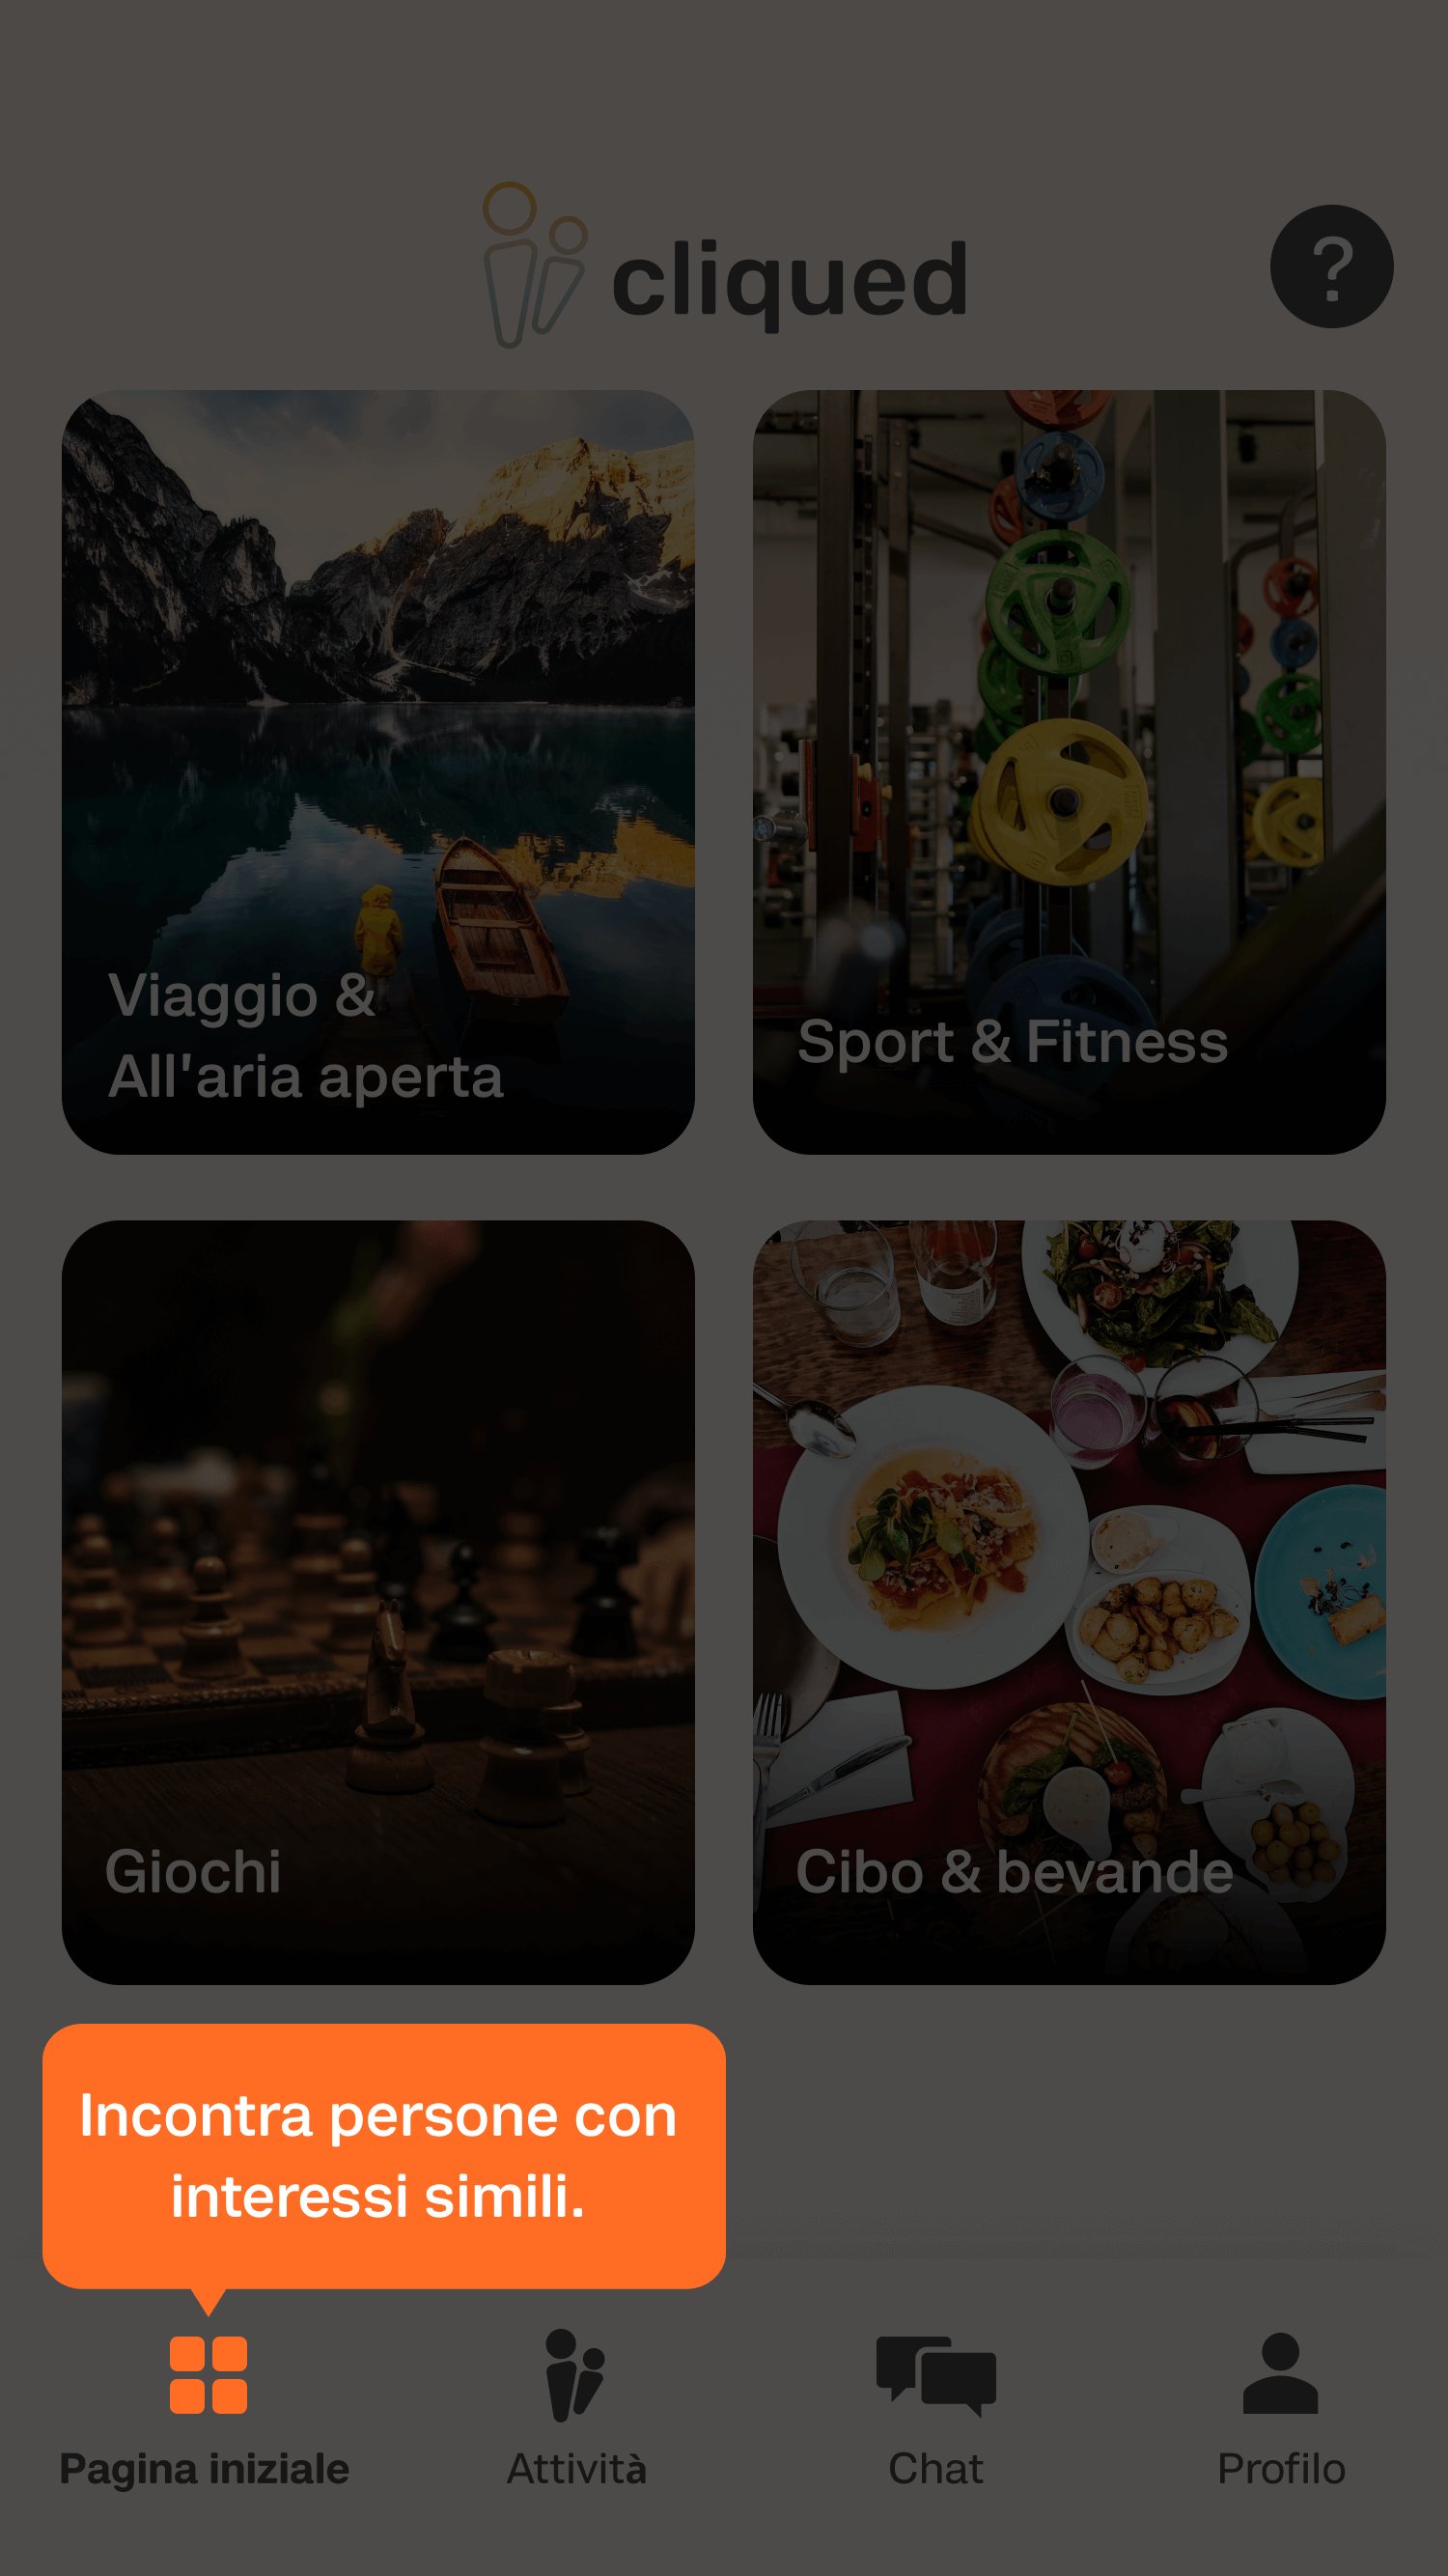 cliqued
?
Viaggio &
All'aria aperta
Sport & Fitness
Giochi
Cibo & bevande
Incontra persone con
interessi simili.
Pagina iniziale
Attività
Chat
Profilo